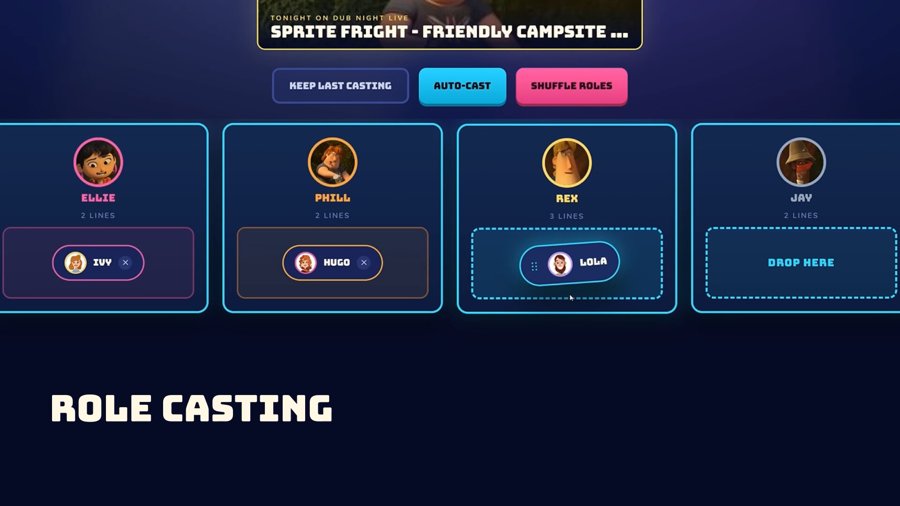 TONIGHT ON DUB NIGHT LIVE
SPRITE FRIGHT - FRIENDLY CAMPSITE ...
KEEP LAST CASTING
AUTO-CAST
SHUFFLE ROLES
ELLIE
2 LINES
IVY
PHILL
2 LINES
HUGO
REX
3 LINES
LOLA
JAY
2 LINES
DROP HERE
ROLE CASTING